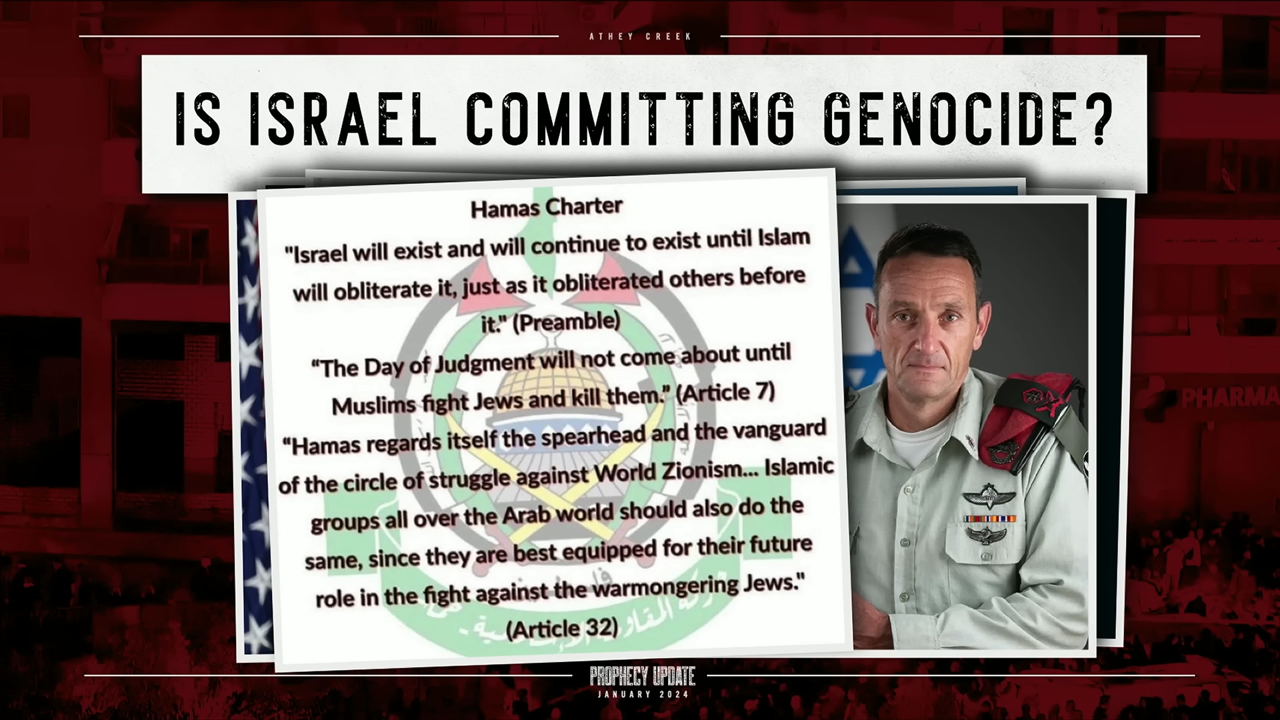 ATHEY CREEK
IS ISRAEL COMMITTING GENOCIDE?
Hamas Charter
"Israel will exist and will continue to exist until Islam
will obliterate it, just as it obliterated others before
it." (Preamble)
“The Day of Judgment will not come about until
Muslims fight Jews and kill them.” (Article 7)
“Hamas regards itself the spearhead and the vanguard
of the circle of struggle against World Zionism... Islamic
groups all over the Arab world should also do the
same, since they are best equipped for their future
role in the fight against the warmongering Jews."
(Article 32)
PHARMA
PROPHECY UPDATE
JANUARY 2024